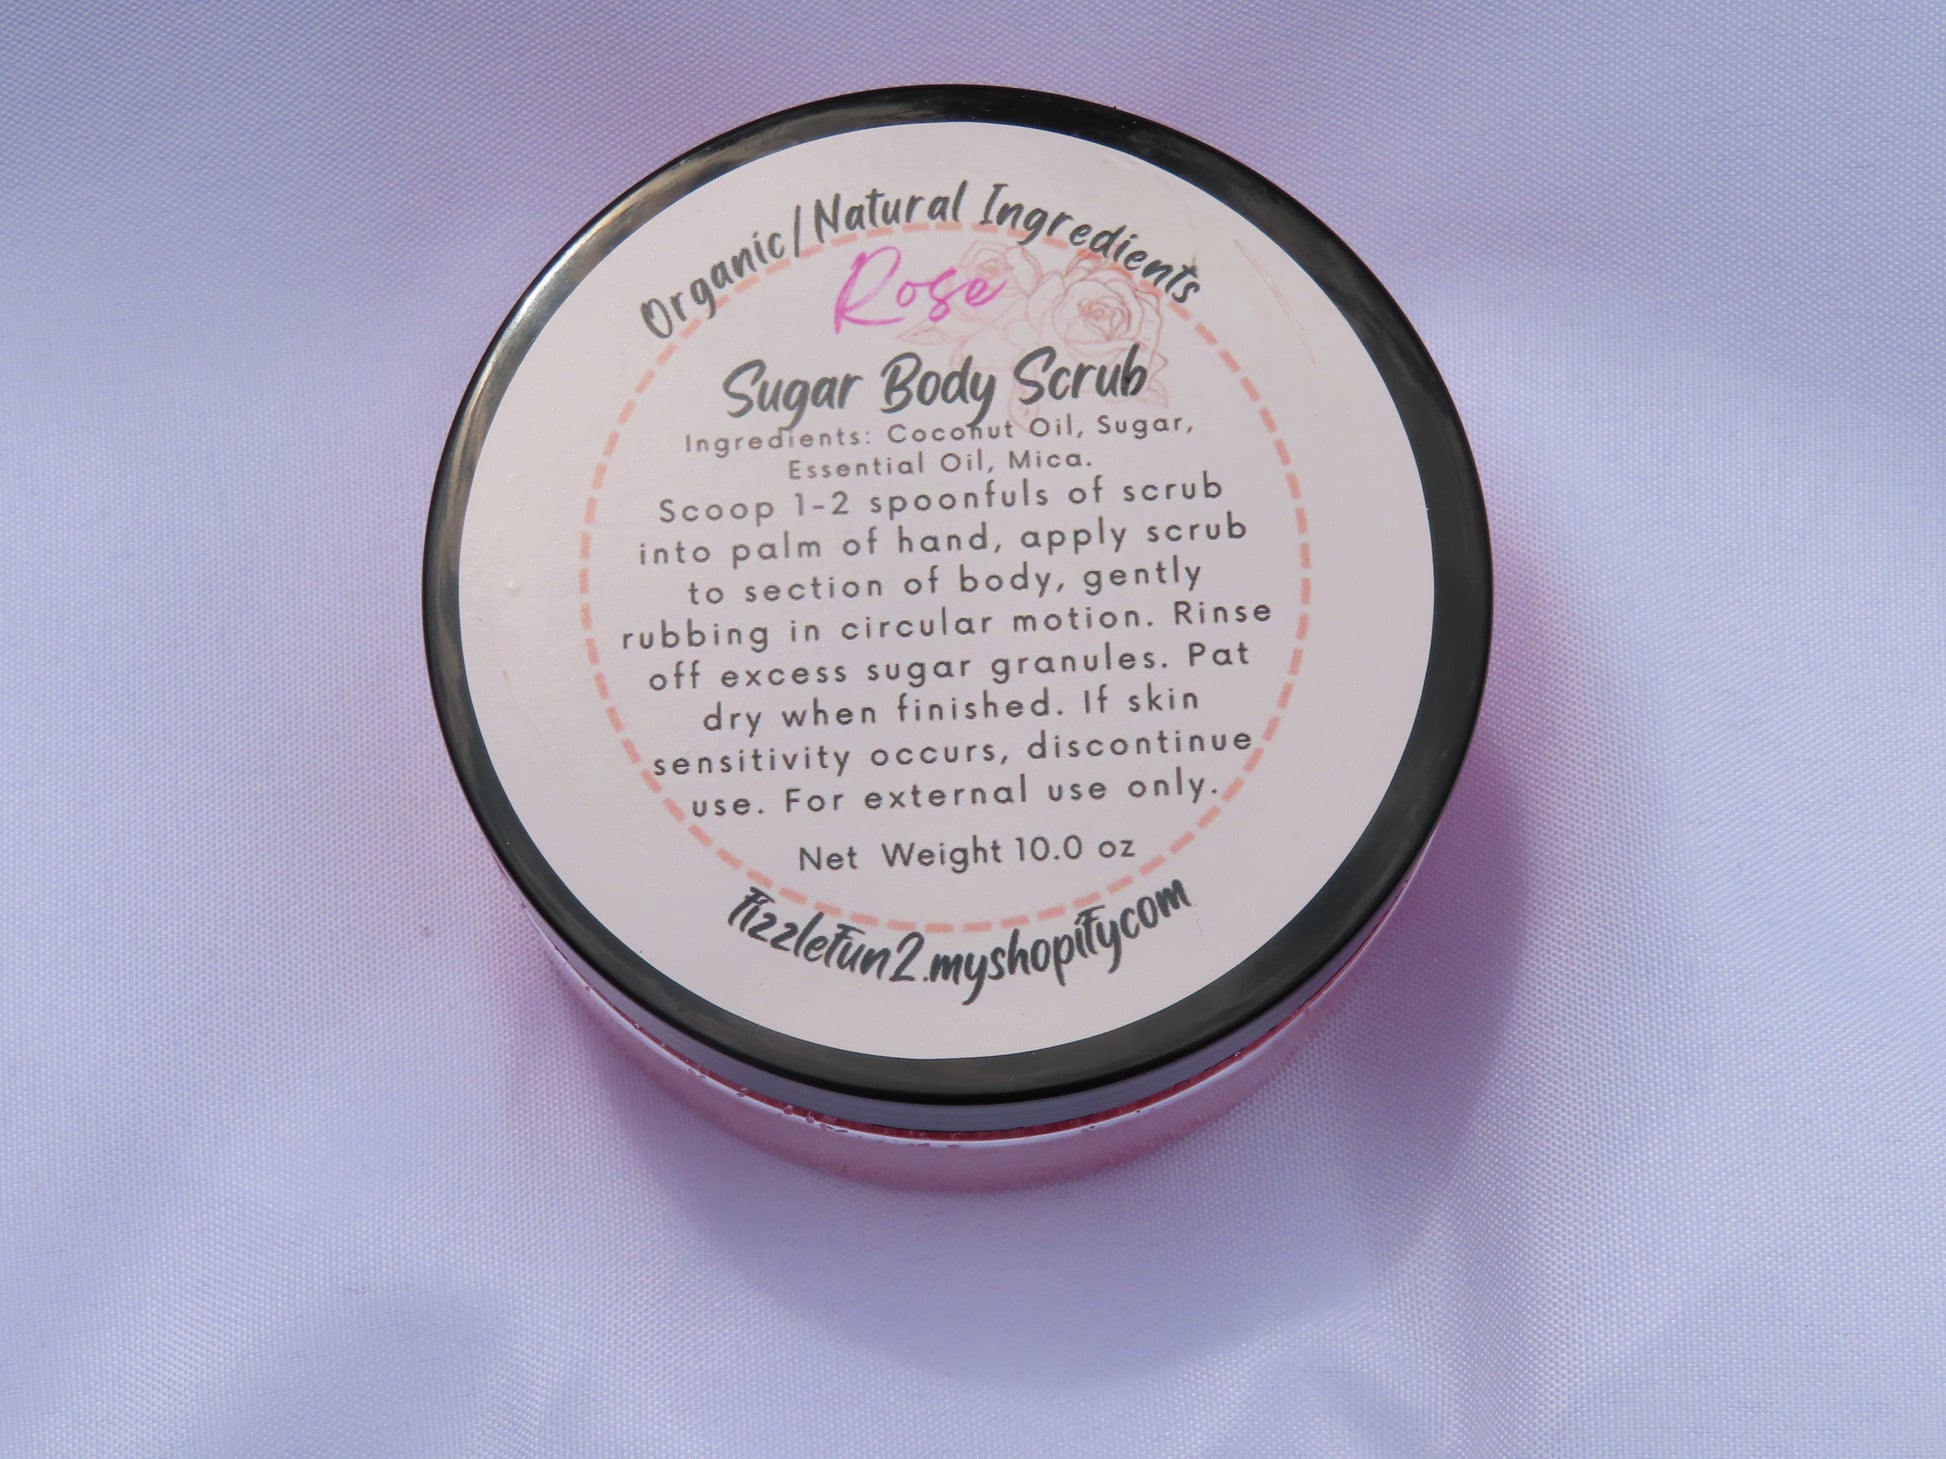 Organic/Natural Ingredients
Rose
Sugar Body Scrub
Ingredients: Coconut Oil, Sugar,
Essential Oil, Mica.
Scoop 1-2 spoonfuls of scrub
into palm of hand, apply scrub
to section of body, gently
rubbing in circular motion. Rinse
off excess sugar granules. Pat
dry when finished. If skin
sensitivity occurs, discontinue
use. For external use only.
Net Weight 10.0 oz
fizzlefun2.myshopifycom